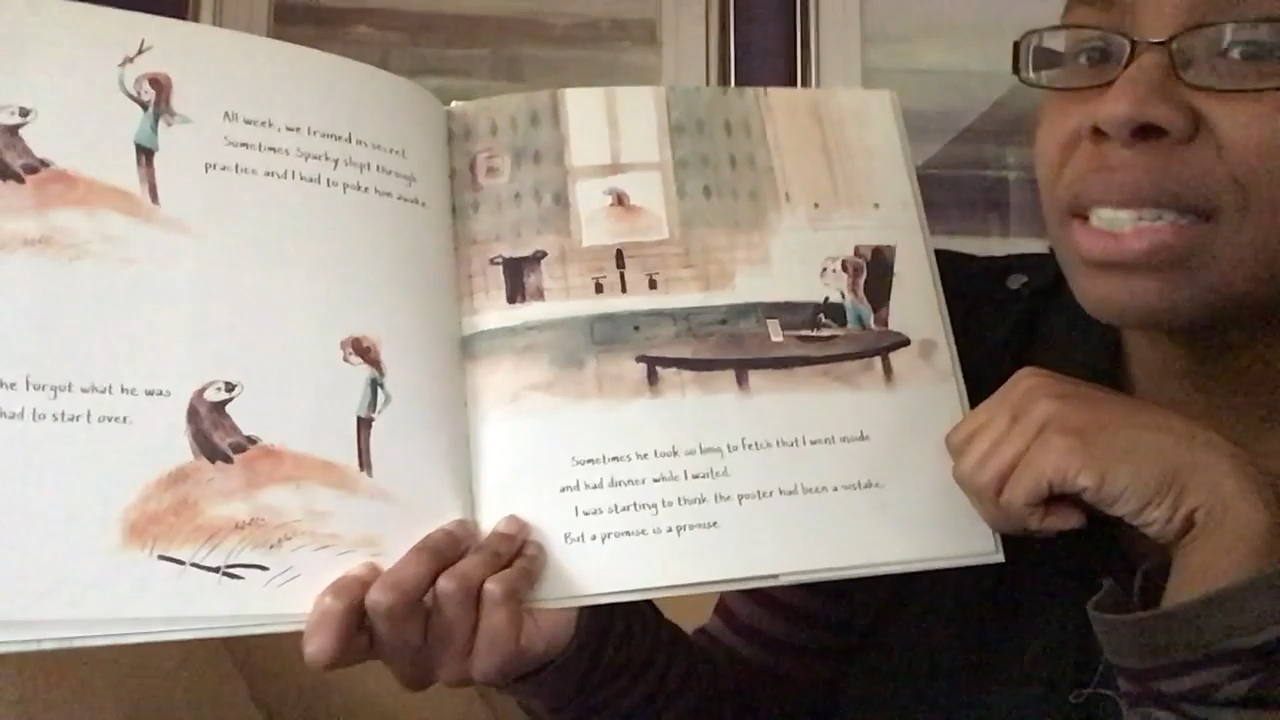 All week, we trained in secret.
Sometimes Sparky slept through
practice and I had to poke him awake.
he forgot what he was
had to start over.
Sometimes he took so long to fetch that I went inside
and had dinner while I waited.
I was starting to think the poster had been a mistake.
But a promise is a promise.